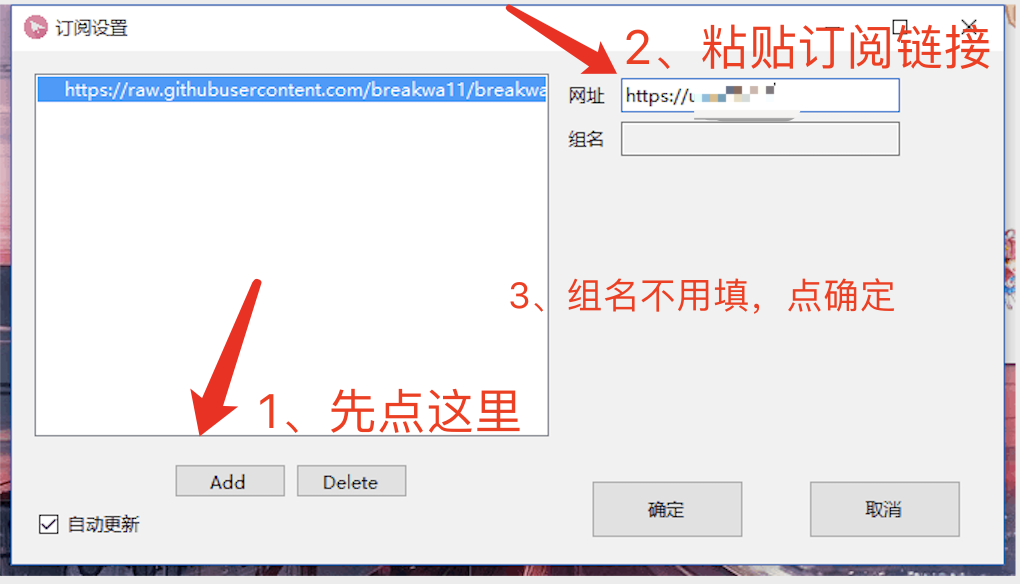 订阅设置
2、粘贴订阅链接
https://raw.githubusercontent.com/breakwa11/breakwa
网址
https://u
组名
3、组名不用填，点确定
1、先点这里
Add
Delete
自动更新
确定
取消